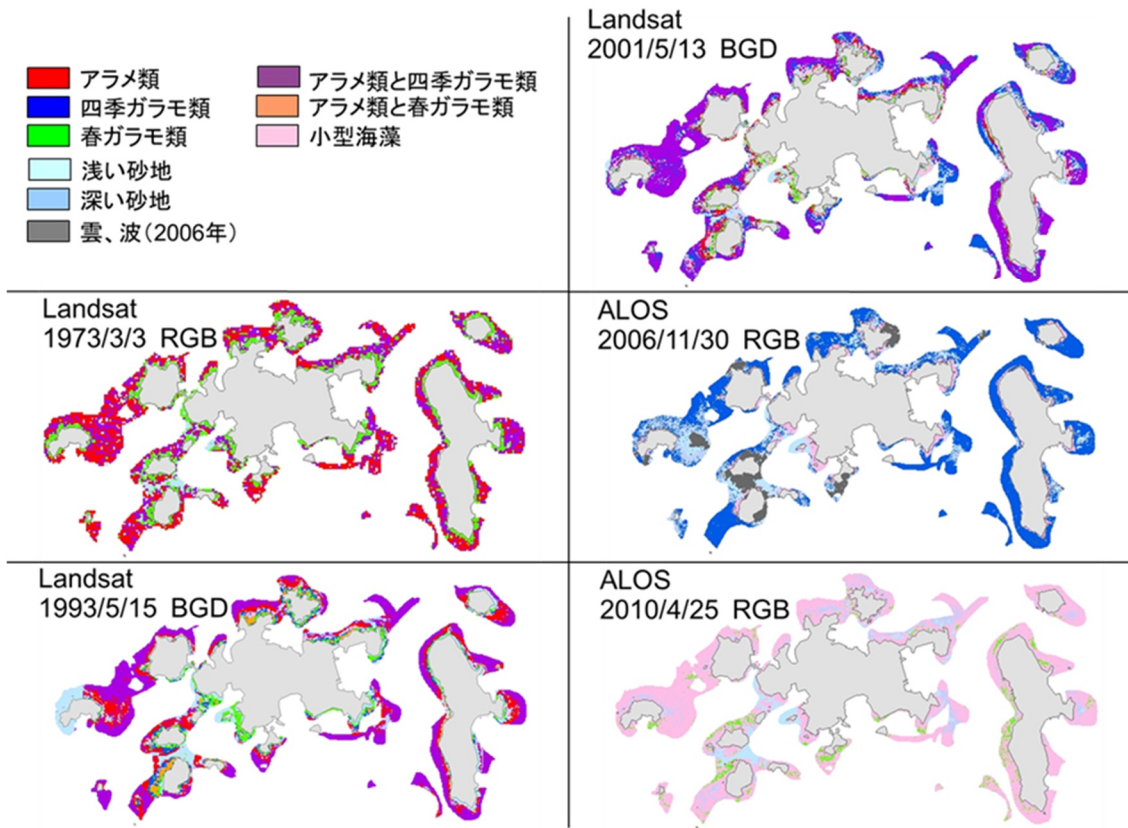 アラメ類
四季ガラモ類
春ガラモ類
浅い砂地
深い砂地
雲、波（2006年）
アラメ類と四季ガラモ類
アラメ類と春ガラモ類
小型海藻
Landsat
2001/5/13 BGD
Landsat
1973/3/3 RGB
ALOS
2006/11/30 RGB
Landsat
1993/5/15 BGD
ALOS
2010/4/25 RGB